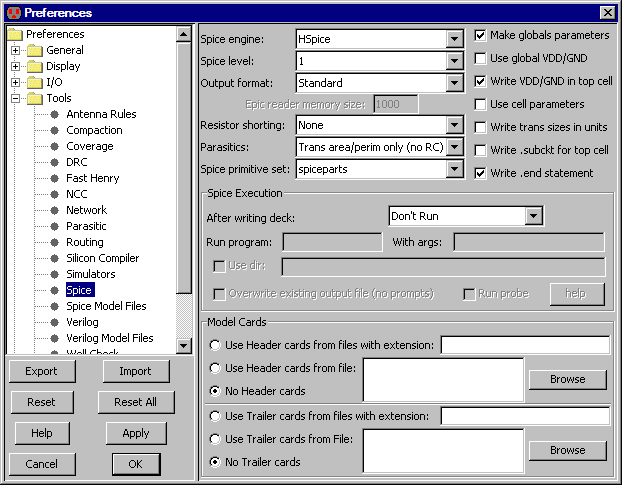 Preferences
Preferences
General
Display
I/O
Tools
Antenna Rules
Compaction
Coverage
DRC
Fast Henry
NCC
Network
Parasitic
Routing
Silicon Compiler
Simulators
Spice
Spice Model Files
Verilog
Verilog Model Files
Well Check
Export Import
Reset Reset All
Help Apply
Cancel OK
Spice engine: HSpice
Spice level: 1
Output format: Standard
Epic reader memory size: 1000
Resistor shorting: None
Parasitics: Trans area/perim only (no RC)
Spice primitive set: spiceparts
Make globals parameters
Use global VDD/GND
Write VDD/GND in top cell
Use cell parameters
Write trans sizes in units
Write .subckt for top cell
Write .end statement
Spice Execution
After writing deck: Don't Run
Run program: With args:
Use dir:
Overwrite existing output file (no prompts) Run probe help
Model Cards
Use Header cards from files with extension:
Use Header cards from file: Browse
No Header cards
Use Trailer cards from files with extension:
Use Trailer cards from File: Browse
No Trailer cards